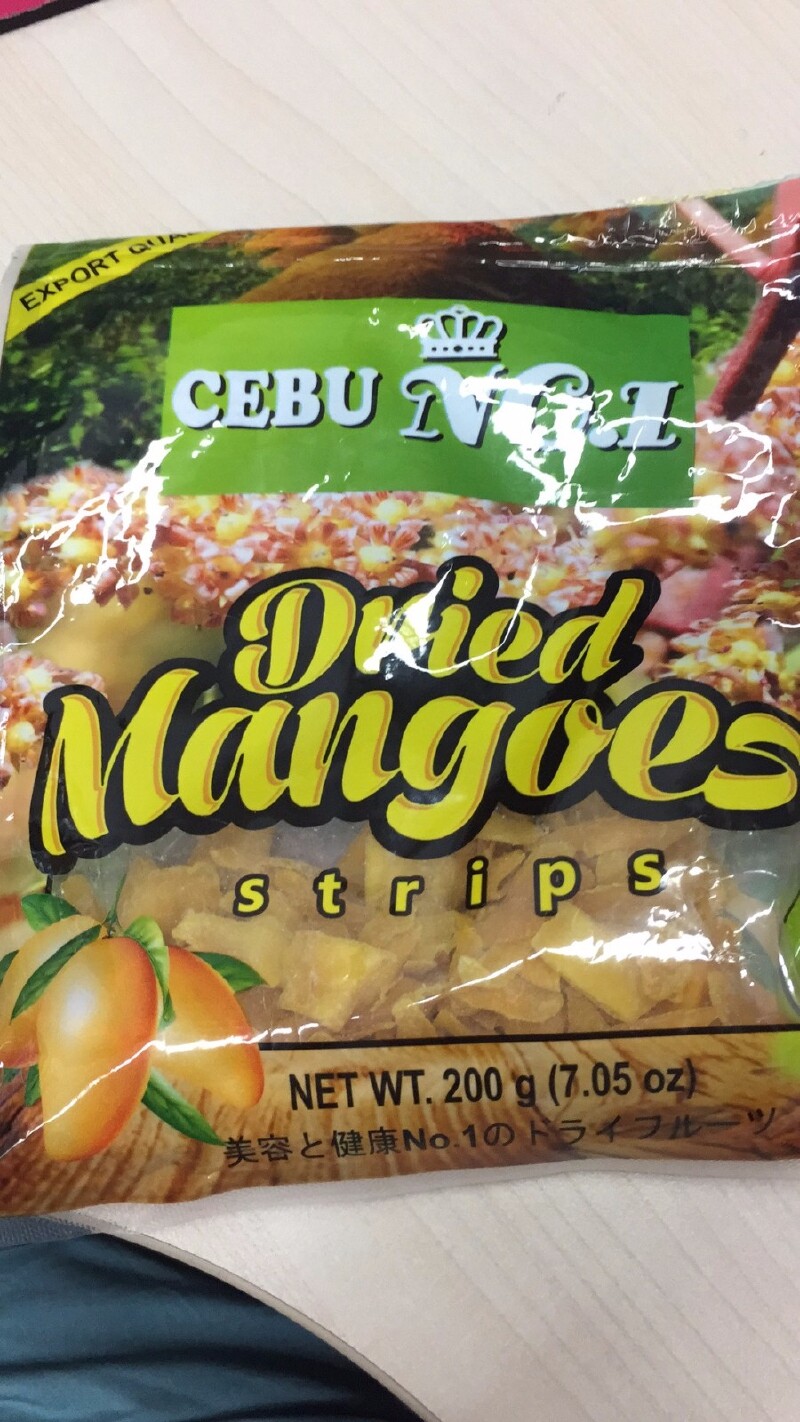 EXPORT
CEBU NO.1
Dried
Mangoes
strips
NET WT. 200 g (7.05 oz)
美容と健康No.1のドライフルーツ